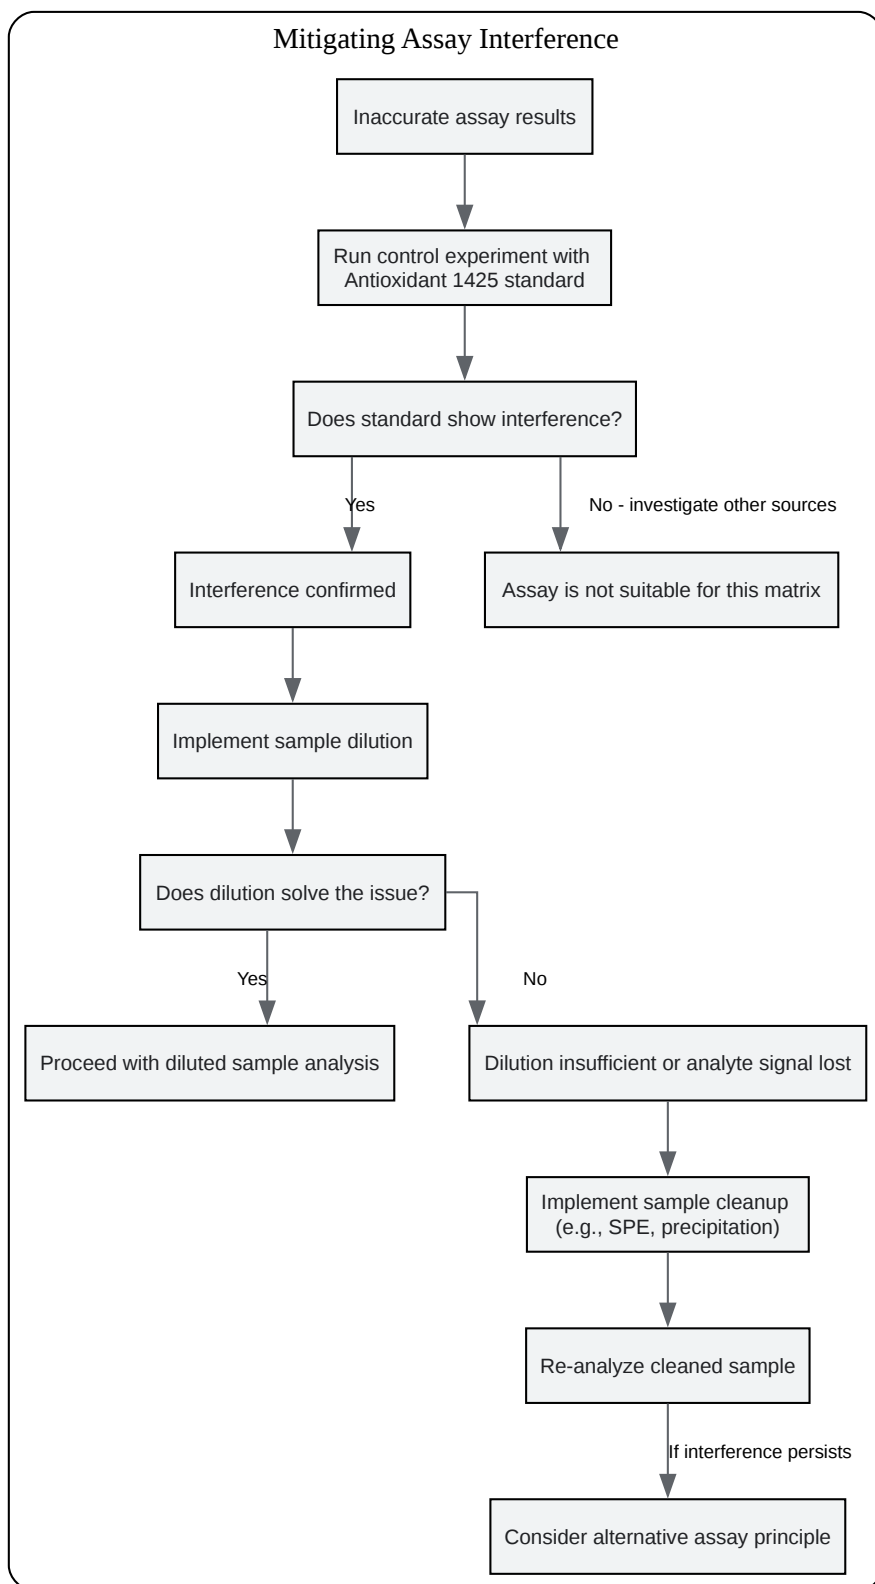 Mitigating Assay Interference
Inaccurate assay results
Run control experiment with
Antioxidant 1425 standard
Does standard show interference?
Yes
No - investigate other sources
Interference confirmed
Assay is not suitable for this matrix
Implement sample dilution
Does dilution solve the issue?
Yes
No
Proceed with diluted sample analysis
Dilution insufficient or analyte signal lost
Implement sample cleanup
(e.g., SPE, precipitation)
Re-analyze cleaned sample
If interference persists
Consider alternative assay principle